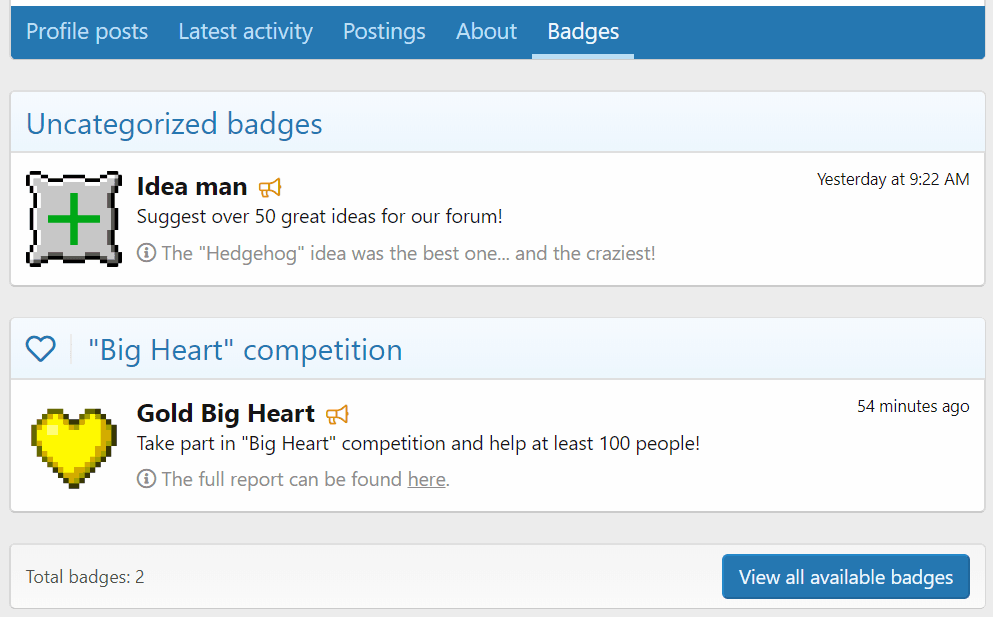 Profile posts Latest activity Postings About Badges
Uncategorized badges
Idea man
Yesterday at 9:22 AM
Suggest over 50 great ideas for our forum!
The "Hedgehog" idea was the best one... and the craziest!
"Big Heart" competition
Gold Big Heart
54 minutes ago
Take part in "Big Heart" competition and help at least 100 people!
The full report can be found here.
Total badges: 2
View all available badges